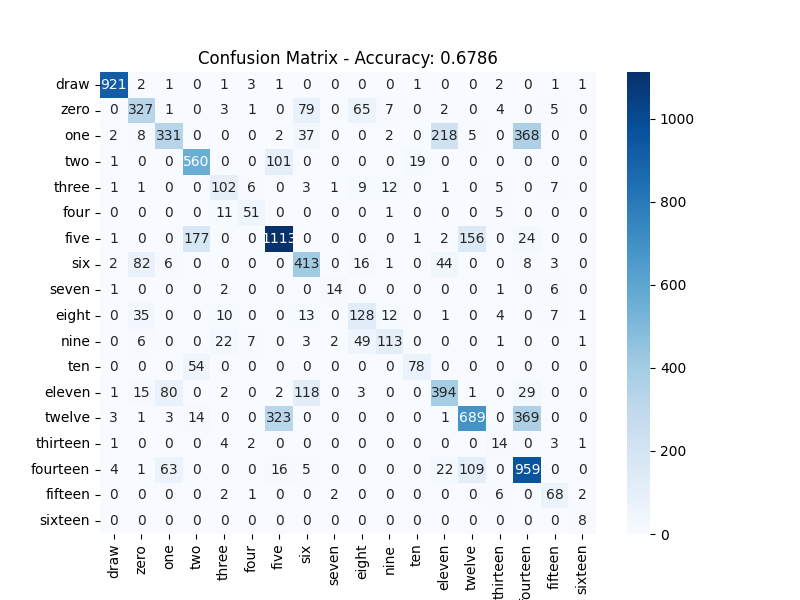 Confusion Matrix - Accuracy: 0.6786
draw 921 2 1 0 1 3 1 0 0 0 0 1 0 0 2 0 1 1
zero 0 327 1 0 3 1 0 79 0 65 7 0 2 0 4 0 5 0
one 2 8 331 0 0 0 2 37 0 0 2 0 218 5 0 368 0 0
two 1 0 0 560 0 0 101 0 0 0 0 19 0 0 0 0 0 0
three 1 1 0 0 102 6 0 3 1 9 12 0 1 0 5 0 7 0
four 0 0 0 0 11 51 0 0 0 0 1 0 0 0 5 0 0 0
five 1 0 0 177 0 0 1113 0 0 0 0 1 2 156 0 24 0 0
six 2 82 6 0 0 0 0 413 0 16 1 0 44 0 0 8 3 0
seven 1 0 0 0 2 0 0 0 14 0 0 0 0 0 1 0 6 0
eight 0 35 0 0 10 0 0 13 0 128 12 0 1 0 4 0 7 1
nine 0 6 0 0 22 7 0 3 2 49 113 0 0 0 1 0 0 1
ten 0 0 0 54 0 0 0 0 0 0 0 78 0 0 0 0 0 0
eleven 1 15 80 0 2 0 2 118 0 3 0 0 394 1 0 29 0 0
twelve 3 1 3 14 0 0 323 0 0 0 0 0 1 689 0 369 0 0
thirteen 1 0 0 0 4 2 0 0 0 0 0 0 0 0 14 0 3 1
fourteen 4 1 63 0 0 0 16 5 0 0 0 0 22 109 0 959 0 0
fifteen 0 0 0 0 2 1 0 0 2 0 0 0 0 0 6 0 68 2
sixteen 0 0 0 0 0 0 0 0 0 0 0 0 0 0 0 0 0 8
draw zero one two three four five six seven eight nine ten eleven twelve thirteen fourteen fifteen sixteen
1000
800
600
400
200
0